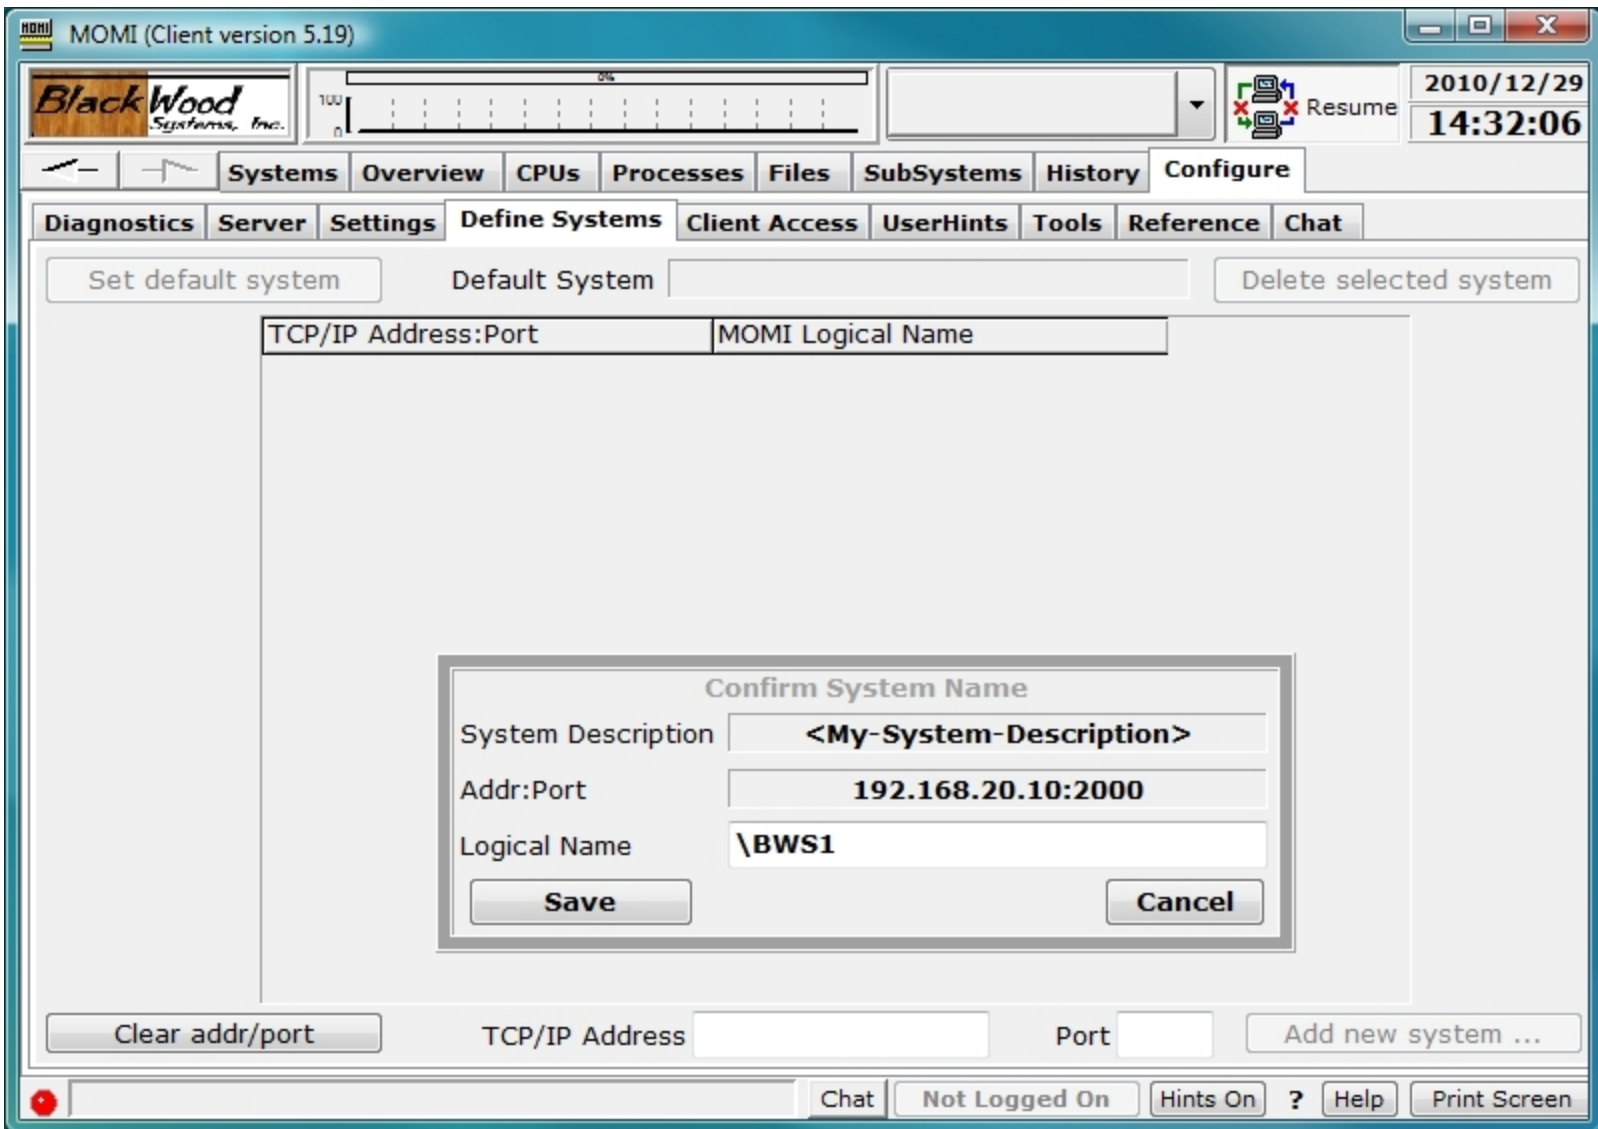 MOMI
MOMI (Client version 5.19)
BlackWood
Systems, Inc.
0%
100
0
Resume
2010/12/29
14:32:06
Systems Overview CPUs Processes Files SubSystems History Configure
Diagnostics Server Settings Define Systems Client Access UserHints Tools Reference Chat
Set default system Default System Delete selected system
TCP/IP Address:Port MOMI Logical Name
Confirm System Name
System Description <My-System-Description>
Addr:Port 192.168.20.10:2000
Logical Name \BWS1
Save Cancel
Clear addr/port TCP/IP Address Port Add new system ...
Chat Not Logged On Hints On ? Help Print Screen